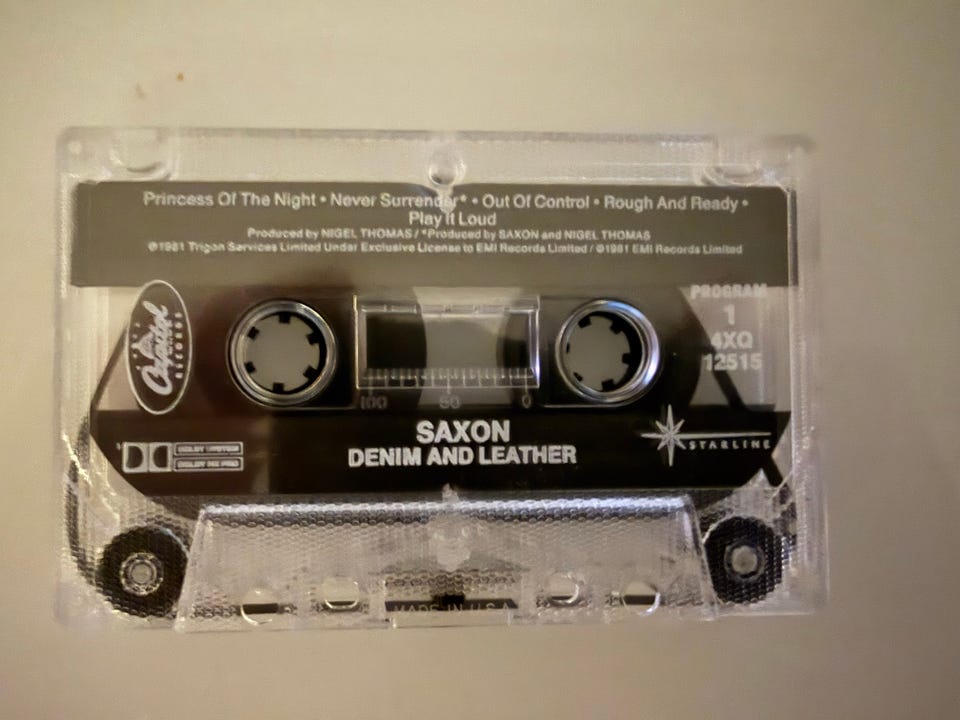 Princess Of The Night • Never Surrender* • Out Of Control • Rough And Ready •
Play It Loud
Produced by NIGEL THOMAS / *Produced by SAXON and NIGEL THOMAS
℗1981 Trigon Services Limited Under Exclusive License to EMI Records Limited / ©1981 EMI Records Limited
Capitol
RECORDS
PROGRAM
1
4XQ
12515
100 50 0
SAXON
DENIM AND LEATHER
STARLINE
DOLBY SYSTEM
DOLBY HX PRO
MADE IN U.S.A